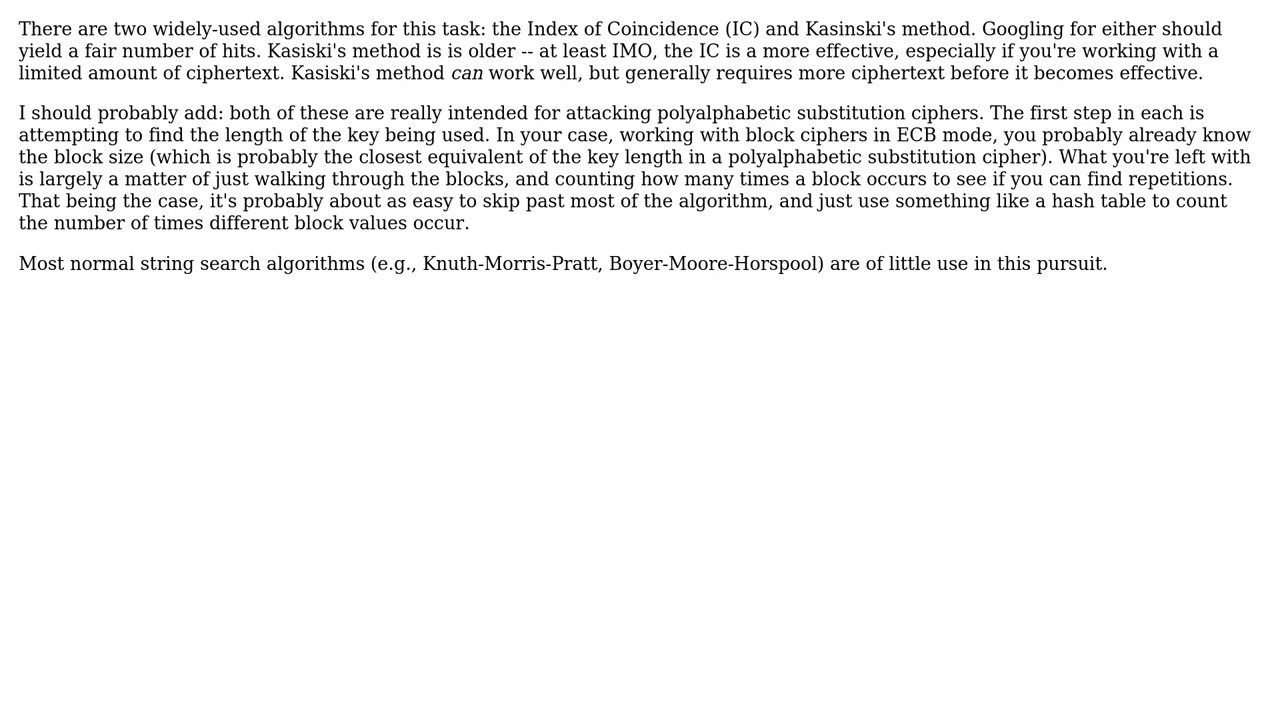 There are two widely-used algorithms for this task: the Index of Coincidence (IC) and Kasinski's method. Googling for either should
yield a fair number of hits. Kasiski's method is is older -- at least IMO, the IC is a more effective, especially if you're working with a
limited amount of ciphertext. Kasiski's method can work well, but generally requires more ciphertext before it becomes effective.
I should probably add: both of these are really intended for attacking polyalphabetic substitution ciphers. The first step in each is
attempting to find the length of the key being used. In your case, working with block ciphers in ECB mode, you probably already know
the block size (which is probably the closest equivalent of the key length in a polyalphabetic substitution cipher). What you're left with
is largely a matter of just walking through the blocks, and counting how many times a block occurs to see if you can find repetitions.
That being the case, it's probably about as easy to skip past most of the algorithm, and just use something like a hash table to count
the number of times different block values occur.
Most normal string search algorithms (e.g., Knuth-Morris-Pratt, Boyer-Moore-Horspool) are of little use in this pursuit.